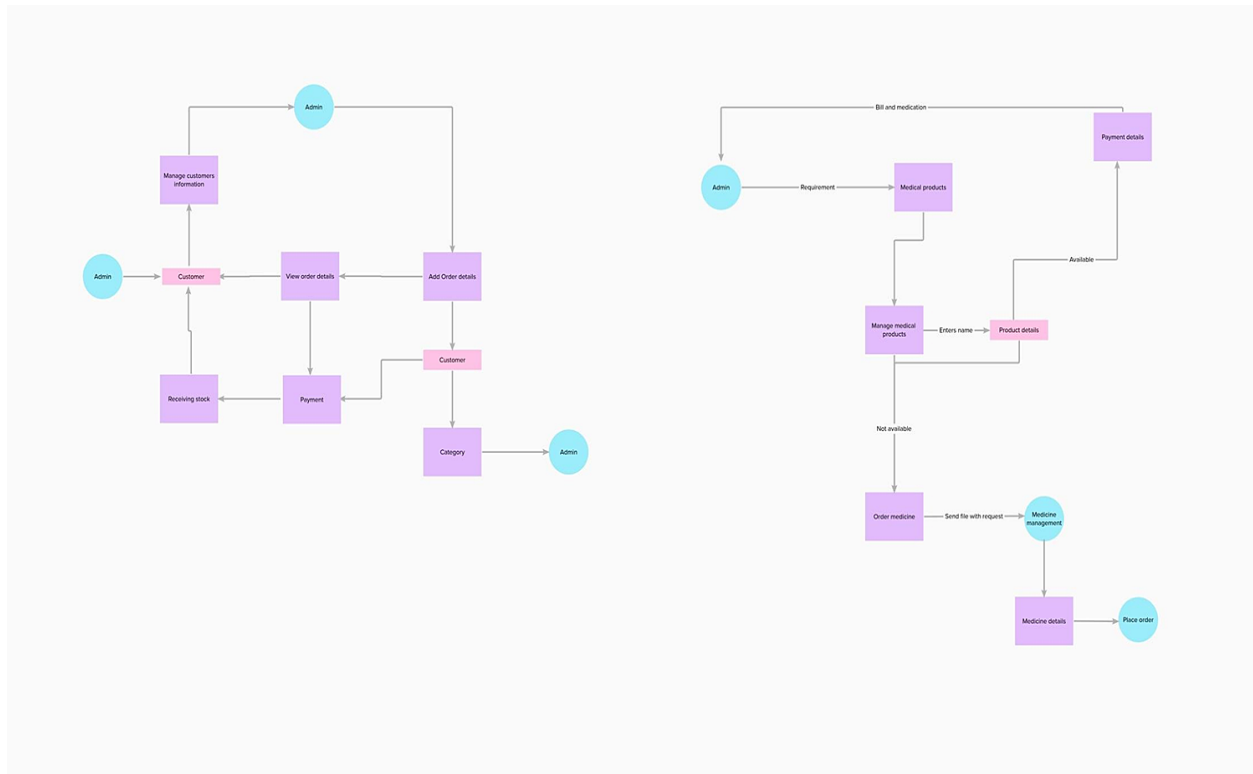 Admin
Manage customers
information
Admin
Customer
View order details
Add Order details
Customer
Receiving stock
Payment
Category
Admin
Bill and medication
Payment details
Admin
Requirement
Medical products
Available
Manage medical
products
Enters name
Product details
Not available
Order medicine
Send file with request
Medicine
management
Medicine details
Place order